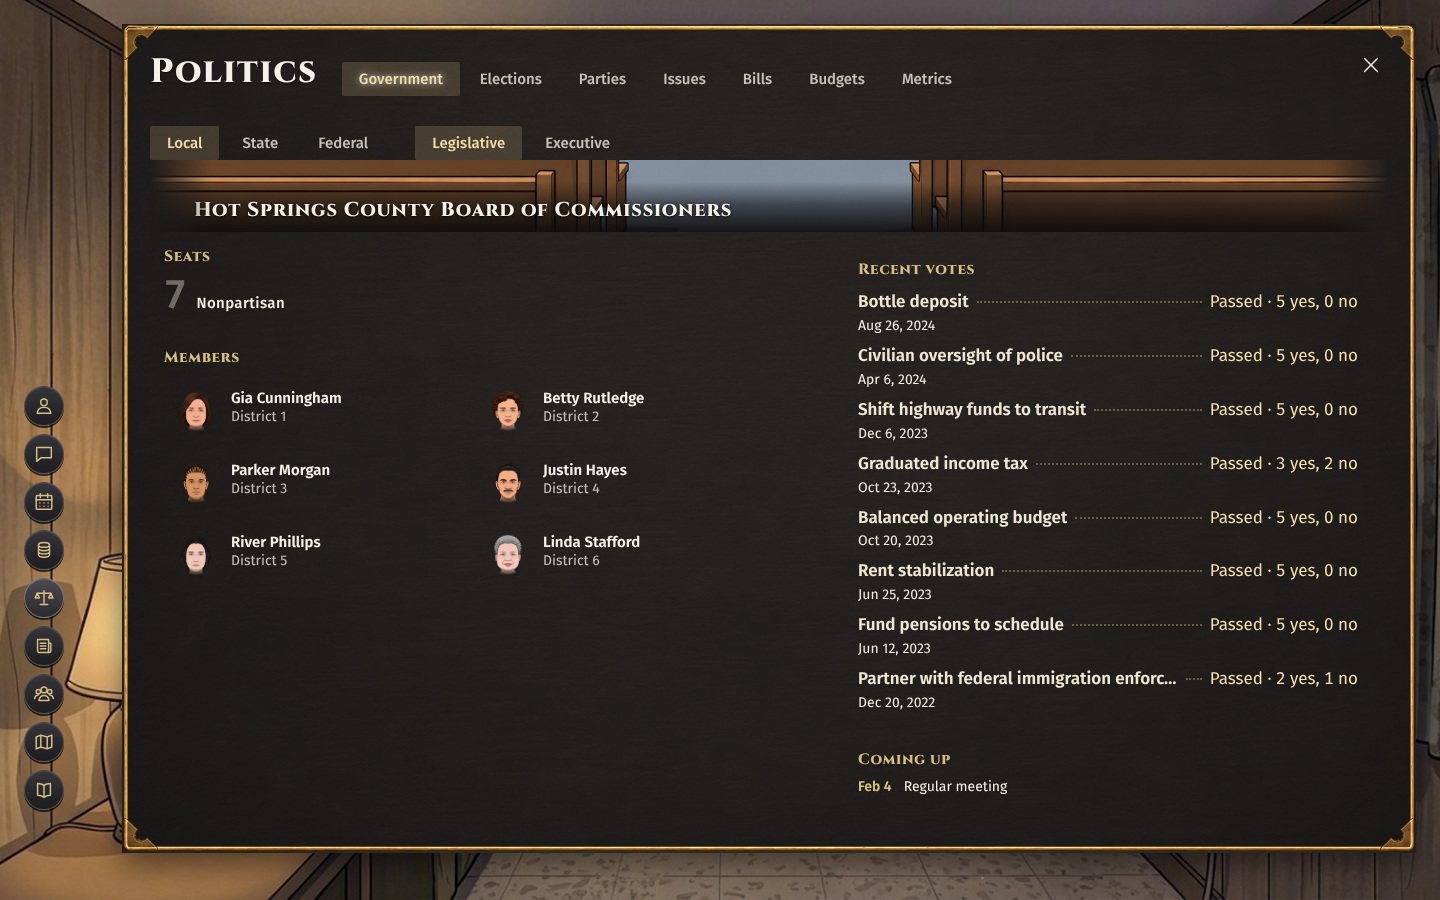 Politics
Government Elections Parties Issues Bills Budgets Metrics
Local State Federal Legislative Executive
Hot Springs County Board of Commissioners
Seats
7 Nonpartisan
Members
Gia Cunningham
District 1
Betty Rutledge
District 2
Parker Morgan
District 3
Justin Hayes
District 4
River Phillips
District 5
Linda Stafford
District 6
Recent votes
Bottle deposit Passed · 5 yes, 0 no
Aug 26, 2024
Civilian oversight of police Passed · 5 yes, 0 no
Apr 6, 2024
Shift highway funds to transit Passed · 5 yes, 0 no
Dec 6, 2023
Graduated income tax Passed · 3 yes, 2 no
Oct 23, 2023
Balanced operating budget Passed · 5 yes, 0 no
Oct 20, 2023
Rent stabilization Passed · 5 yes, 0 no
Jun 25, 2023
Fund pensions to schedule Passed · 5 yes, 0 no
Jun 12, 2023
Partner with federal immigration enforc... Passed · 2 yes, 1 no
Dec 20, 2022
Coming up
Feb 4 Regular meeting